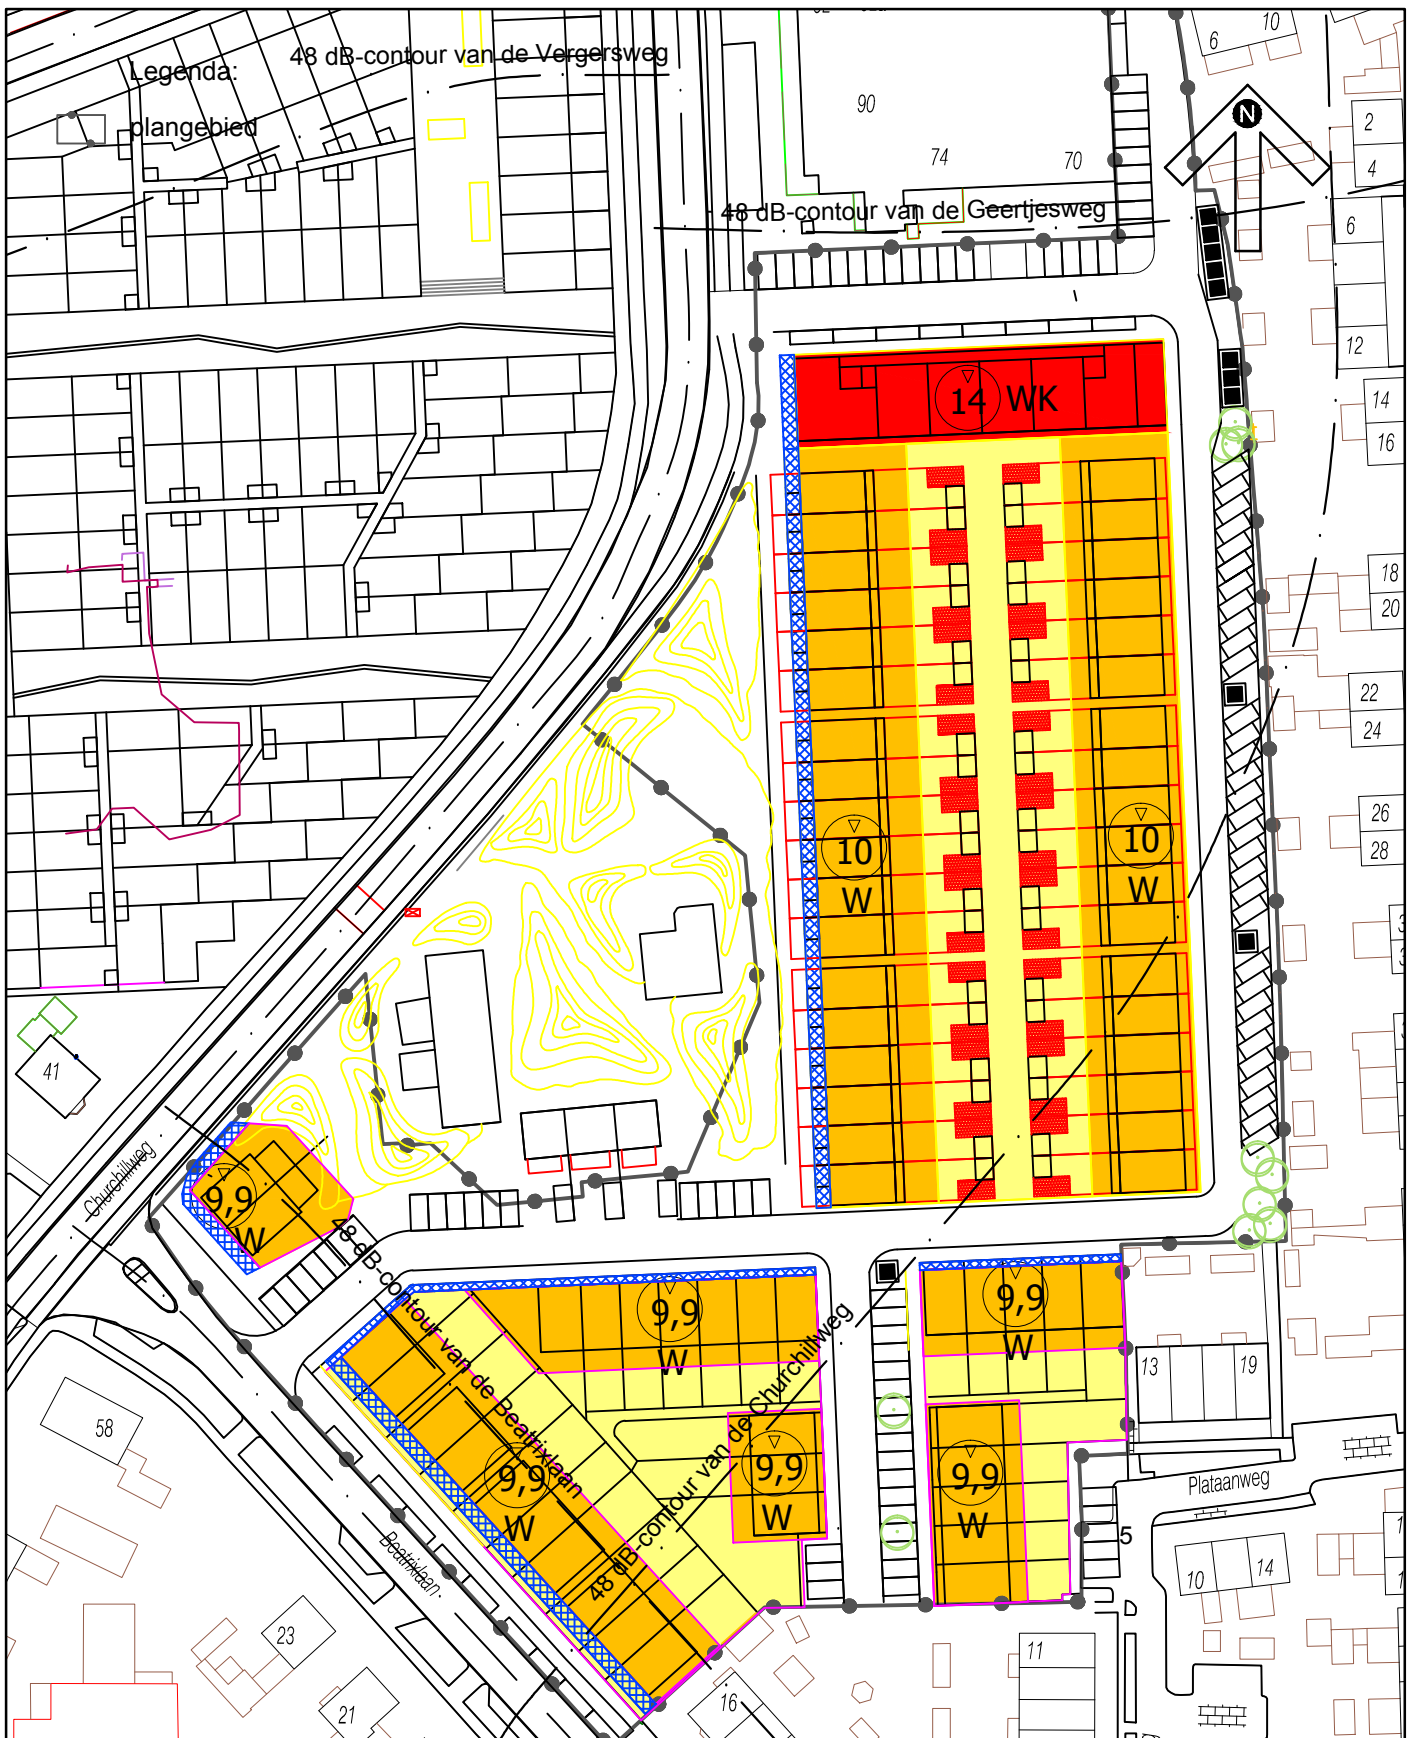 10
6
48 dB-contour van de Vergersweg
Legenda:
plangebied
90
74
70
N
2
4
48 dB-contour van de Geertjesweg
6
12
14 WK
14
16
18
20
22
24
10
W
10
W
26
28
41
Churchillweg
9,9
W
48 dB-contour van de Beatrixlaan
9,9
W
9,9
W
48 dB-contour van de Churchillweg
13
19
58
9,9
W
9,9
W
9,9
W
Plataanweg
5
Beatrixlaan
10
14
23
11
21
16